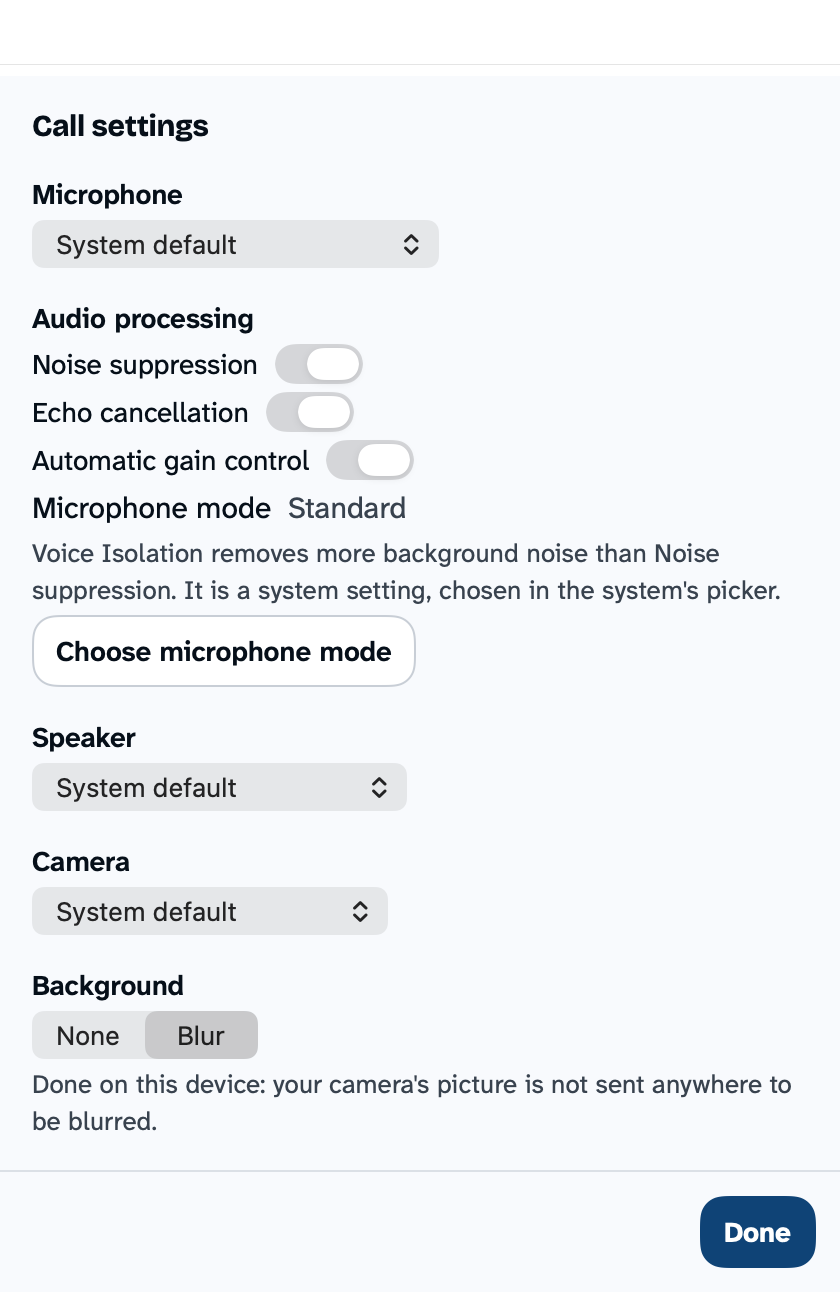 Call settings
Microphone
System default
Audio processing
Noise suppression
Echo cancellation
Automatic gain control
Microphone mode Standard
Voice Isolation removes more background noise than Noise
suppression. It is a system setting, chosen in the system's picker.
Choose microphone mode
Speaker
System default
Camera
System default
Background
None Blur
Done on this device: your camera's picture is not sent anywhere to
be blurred.
Done